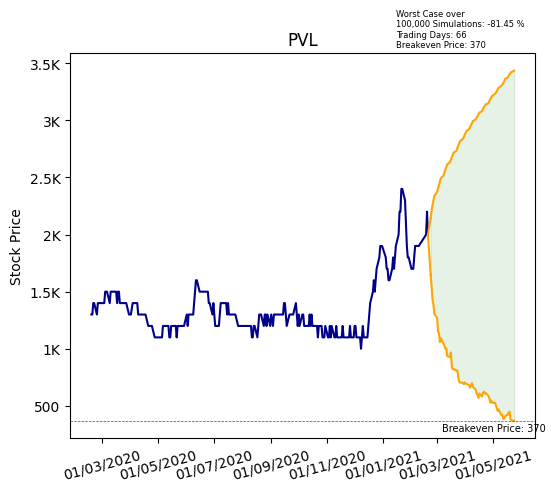 Worst Case over
100,000 Simulations: -81.45 %
Trading Days: 66
Breakeven Price: 370
PVL
3.5K
3K
2.5K
2K
1.5K
1K
500
Stock Price
Breakeven Price: 370
01/03/2020
01/05/2020
01/07/2020
01/09/2020
01/11/2020
01/01/2021
01/03/2021
01/05/2021